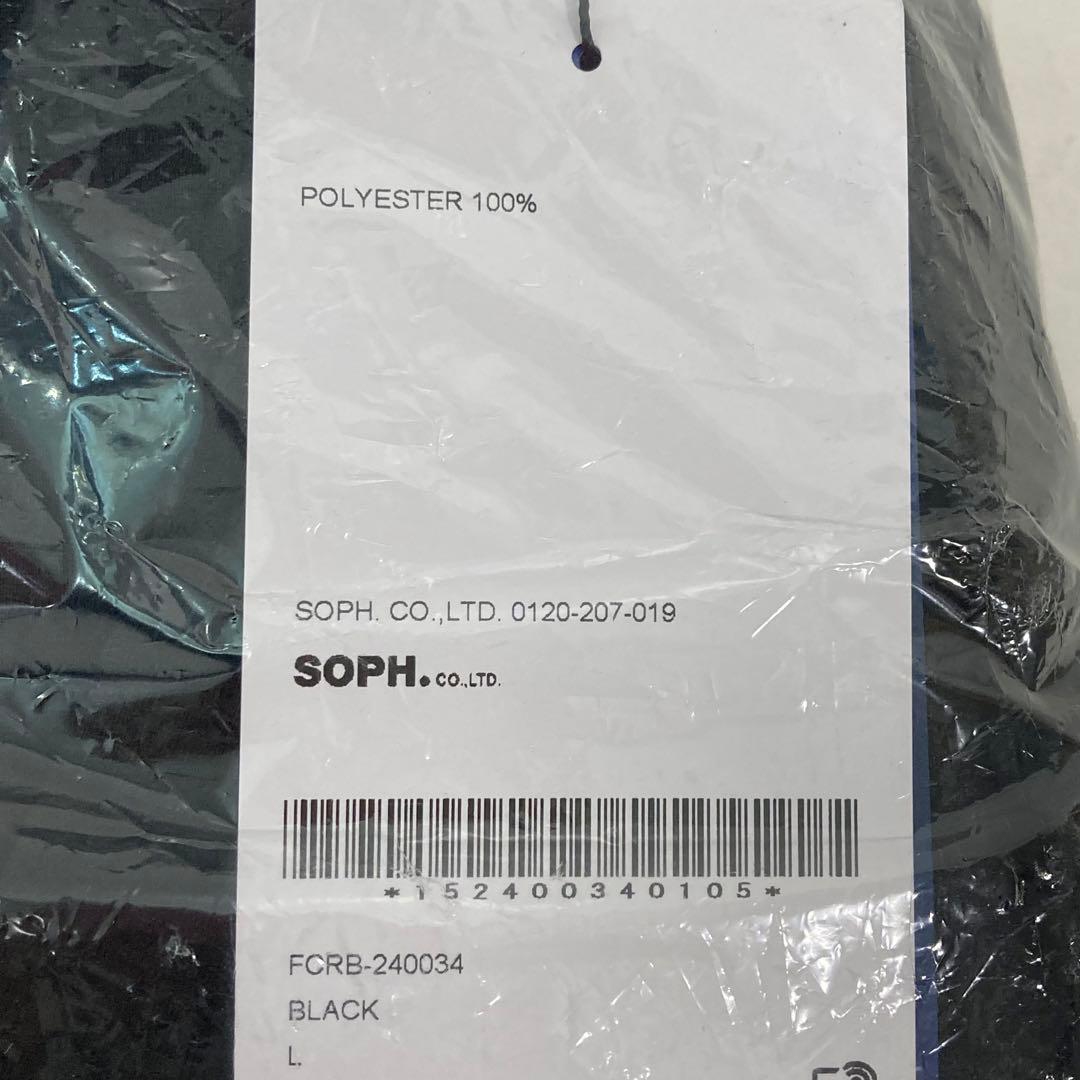 POLYESTER 100%
SOPH. CO.,LTD. 0120-207-019
SOPH. CO.,LTD.
*152400340105*
FCRB-240034
BLACK
L.